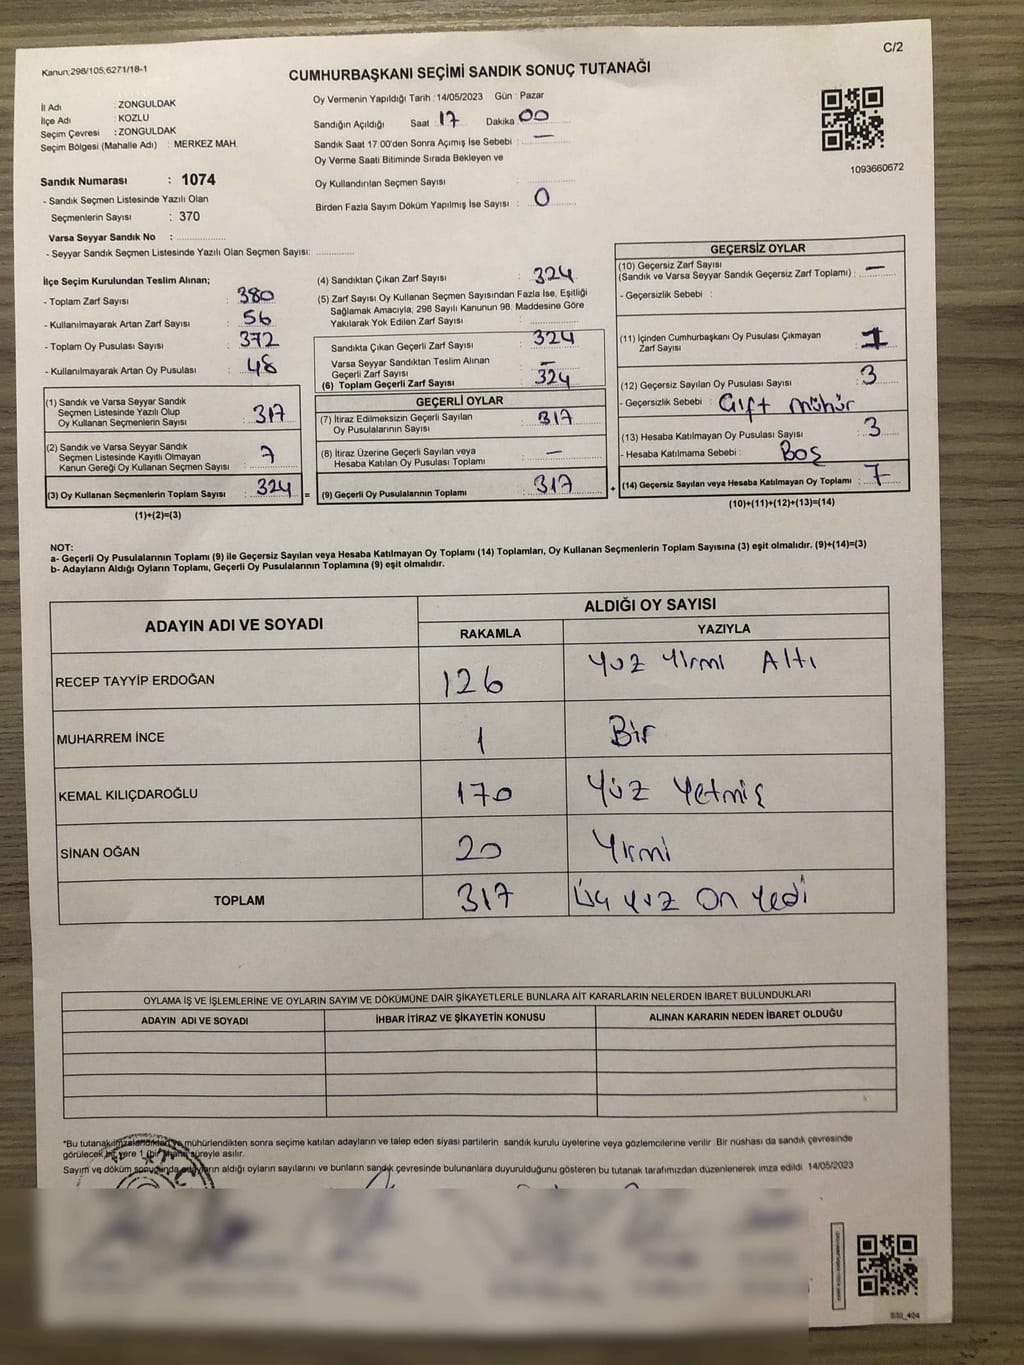 Kanun;298/105;6271/18-1
C/2
CUMHURBAŞKANI SEÇİMİ SANDIK SONUÇ TUTANAĞI
İl Adı : ZONGULDAK
İlçe Adı : KOZLU
Seçim Çevresi : ZONGULDAK
Seçim Bölgesi (Mahalle Adı) : MERKEZ MAH.
Sandık Numarası : 1074
- Sandık Seçmen Listesinde Yazılı Olan
Seçmenlerin Sayısı : 370
Varsa Seyyar Sandık No :
- Seyyar Sandık Seçmen Listesinde Yazılı Olan Seçmen Sayısı:
Oy Vermenin Yapıldığı Tarih : 14/05/2023 Gün : Pazar
Sandığın Açıldığı Saat 17 Dakika 00
Sandık Saat 17:00'den Sonra Açımış İse Sebebi : —
Oy Verme Saati Bitiminde Sırada Bekleyen ve
Oy Kullandırılan Seçmen Sayısı :
Birden Fazla Sayım Döküm Yapılmış İse Sayısı : 0
1093660672
İlçe Seçim Kurulundan Teslim Alınan;
- Toplam Zarf Sayısı : 380
- Kullanılmayarak Artan Zarf Sayısı : 56
- Toplam Oy Pusulası Sayısı : 372
- Kullanılmayarak Artan Oy Pusulası : 48
(1) Sandık ve Varsa Seyyar Sandık
Seçmen Listesinde Yazılı Olup
Oy Kullanan Seçmenlerin Sayısı : 317
(2) Sandık ve Varsa Seyyar Sandık
Seçmen Listesinde Kayıtlı Olmayan
Kanun Gereği Oy Kullanan Seçmen Sayısı : 7
(3) Oy Kullanan Seçmenlerin Toplam Sayısı : 324 =
(1)+(2)=(3)
(4) Sandıktan Çıkan Zarf Sayısı : 324
(5) Zarf Sayısı Oy Kullanan Seçmen Sayısından Fazla İse, Eşitliği
Sağlamak Amacıyla, 298 Sayılı Kanunun 98. Maddesine Göre
Yakılarak Yok Edilen Zarf Sayısı :
Sandıkta Çıkan Geçerli Zarf Sayısı : 324
Varsa Seyyar Sandıktan Teslim Alınan
Geçerli Zarf Sayısı : —
(6) Toplam Geçerli Zarf Sayısı : 324
GEÇERLİ OYLAR
(7) İtiraz Edilmeksizin Geçerli Sayılan
Oy Pusulalarının Sayısı : 317
(8) İtiraz Üzerine Geçerli Sayılan veya
Hesaba Katılan Oy Pusulası Toplamı : —
(9) Geçerli Oy Pusulalarının Toplamı : 317 +
GEÇERSİZ OYLAR
(10) Geçersiz Zarf Sayısı
(Sandık ve Varsa Seyyar Sandık Geçersiz Zarf Toplamı) : —
- Geçersizlik Sebebi :
(11) İçinden Cumhurbaşkanı Oy Pusulası Çıkmayan
Zarf Sayısı : 1
(12) Geçersiz Sayılan Oy Pusulası Sayısı : 3
- Geçersizlik Sebebi : Çift mühür
(13) Hesaba Katılmayan Oy Pusulası Sayısı : 3
- Hesaba Katılmama Sebebi : Boş
(14) Geçersiz Sayılan veya Hesaba Katılmayan Oy Toplamı : 7
(10)+(11)+(12)+(13)=(14)
NOT:
a- Geçerli Oy Pusulalarının Toplamı (9) ile Geçersiz Sayılan veya Hesaba Katılmayan Oy Toplamı (14) Toplamları, Oy Kullanan Seçmenlerin Toplam Sayısına (3) eşit olmalıdır. (9)+(14)=(3)
b- Adayların Aldığı Oyların Toplamı, Geçerli Oy Pusulalarının Toplamına (9) eşit olmalıdır.
ADAYIN ADI VE SOYADI
ALDIĞI OY SAYISI
RAKAMLA YAZIYLA
RECEP TAYYİP ERDOĞAN 126 Yüz Yirmi Altı
MUHARREM İNCE 1 Bir
KEMAL KILIÇDAROĞLU 170 Yüz Yetmiş
SİNAN OĞAN 20 Yirmi
TOPLAM 317 Üç yüz On Yedi
OYLAMA İŞ VE İŞLEMLERİNE VE OYLARIN SAYIM VE DÖKÜMÜNE DAİR ŞİKAYETLERLE BUNLARA AİT KARARLARIN NELERDEN İBARET BULUNDUKLARI
ADAYIN ADI VE SOYADI İHBAR İTİRAZ VE ŞİKAYETİN KONUSU ALINAN KARARIN NEDEN İBARET OLDUĞU
*Bu tutanak imzalandıktan ve mühürlendikten sonra seçime katılan adayların ve talep eden siyasi partilerin sandık kurulu üyelerine veya gözlemcilerine verilir. Bir nüshası da sandık çevresinde
görülecek bir yere 1 (bir) hafta süreyle asılır.
Sayım ve döküm sonucunda adayların aldığı oyların sayılarını ve bunların sandık çevresinde bulunanlara duyurulduğunu gösteren bu tutanak tarafımızdan düzenlenerek imza edildi. 14/05/2023
T.C.